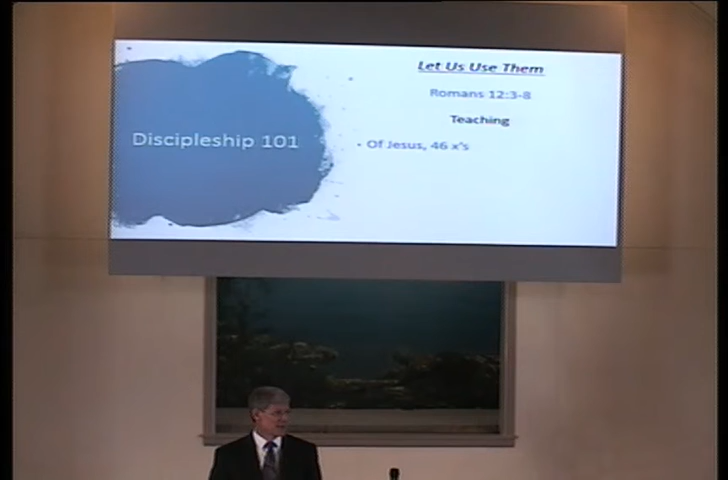 Discipleship 101
Let Us Use Them
Romans 12:3-8
Teaching
• Of Jesus, 46 x's